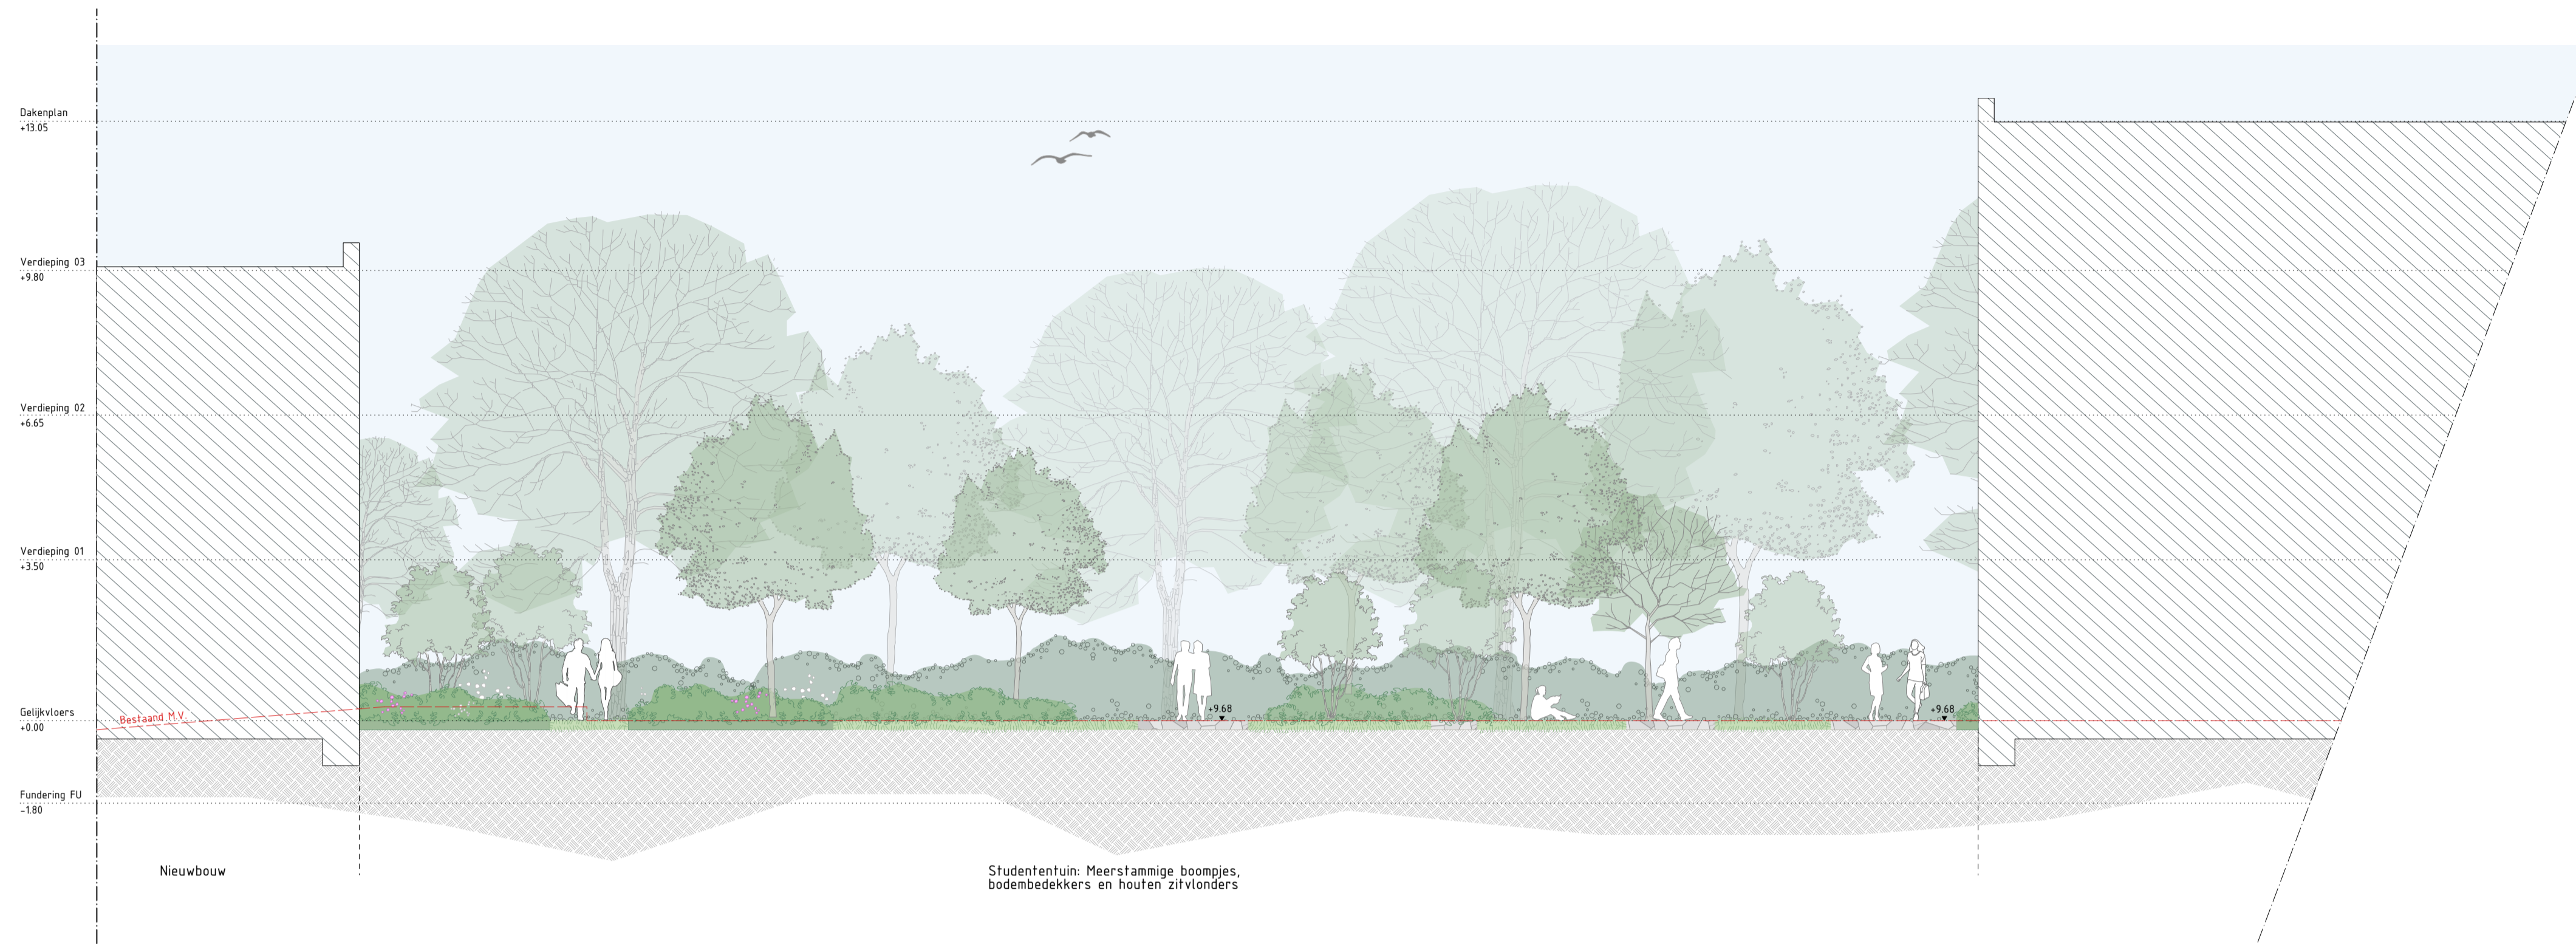 Dakenplan
+13.05
Verdieping 03
+9.80
Verdieping 02
+6.65
Verdieping 01
+3.50
Gelijkvloers
+0.00
Bestaand M.V.
+9.68
+9.68
Fundering FU
-1.80
Nieuwbouw
Studententuin: Meerstammige boompjes,
bodembedekkers en houten zitvlonders